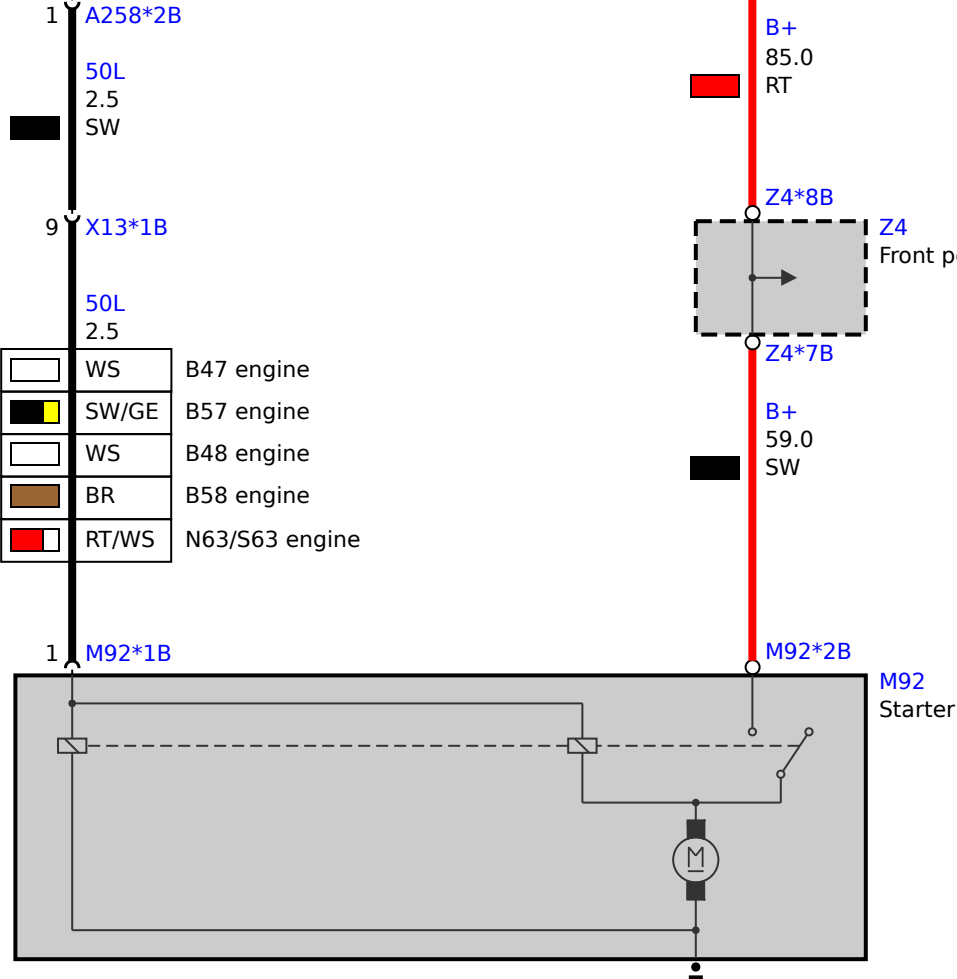 1 A258*2B
50L
2.5
SW
9 X13*1B
50L
2.5
WS B47 engine
SW/GE B57 engine
WS B48 engine
BR B58 engine
RT/WS N63/S63 engine
1 M92*1B
B+
85.0
RT
Z4*8B
Z4
Front
Z4*7B
B+
59.0
SW
M92*2B
M92
Starter
M